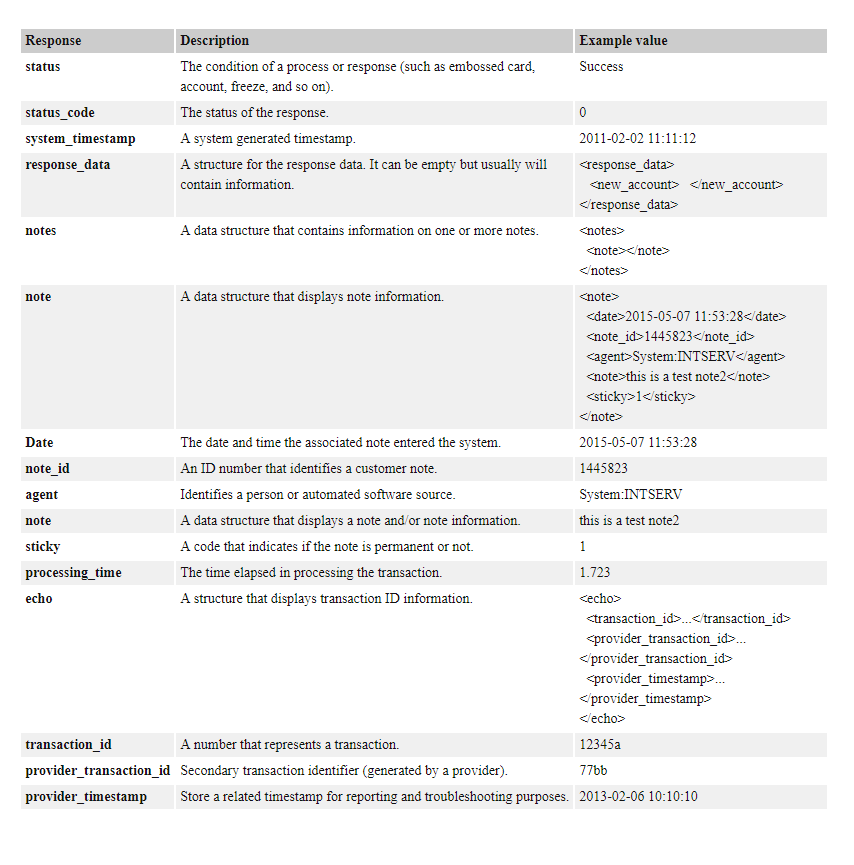 Response Description Example value
status The condition of a process or response (such as embossed card, Success
account, freeze, and so on).
status_code The status of the response. 0
system_timestamp A system generated timestamp. 2011-02-02 11:11:12
response_data A structure for the response data. It can be empty but usually will <response_data>
contain information. <new_account> </new_account>
</response_data>
notes A data structure that contains information on one or more notes. <notes>
<note></note>
</notes>
note A data structure that displays note information. <note>
<date>2015-05-07 11:53:28</date>
<note_id>1445823</note_id>
<agent>System:INTSERV</agent>
<note>this is a test note2</note>
<sticky>1</sticky>
</note>
Date The date and time the associated note entered the system. 2015-05-07 11:53:28
note_id An ID number that identifies a customer note. 1445823
agent Identifies a person or automated software source. System:INTSERV
note A data structure that displays a note and/or note information. this is a test note2
sticky A code that indicates if the note is permanent or not. 1
processing_time The time elapsed in processing the transaction. 1.723
echo A structure that displays transaction ID information. <echo>
<transaction_id>...</transaction_id>
<provider_transaction_id>...
</provider_transaction_id>
<provider_timestamp>...
</provider_timestamp>
</echo>
transaction_id A number that represents a transaction. 12345a
provider_transaction_id Secondary transaction identifier (generated by a provider). 77bb
provider_timestamp Store a related timestamp for reporting and troubleshooting purposes. 2013-02-06 10:10:10